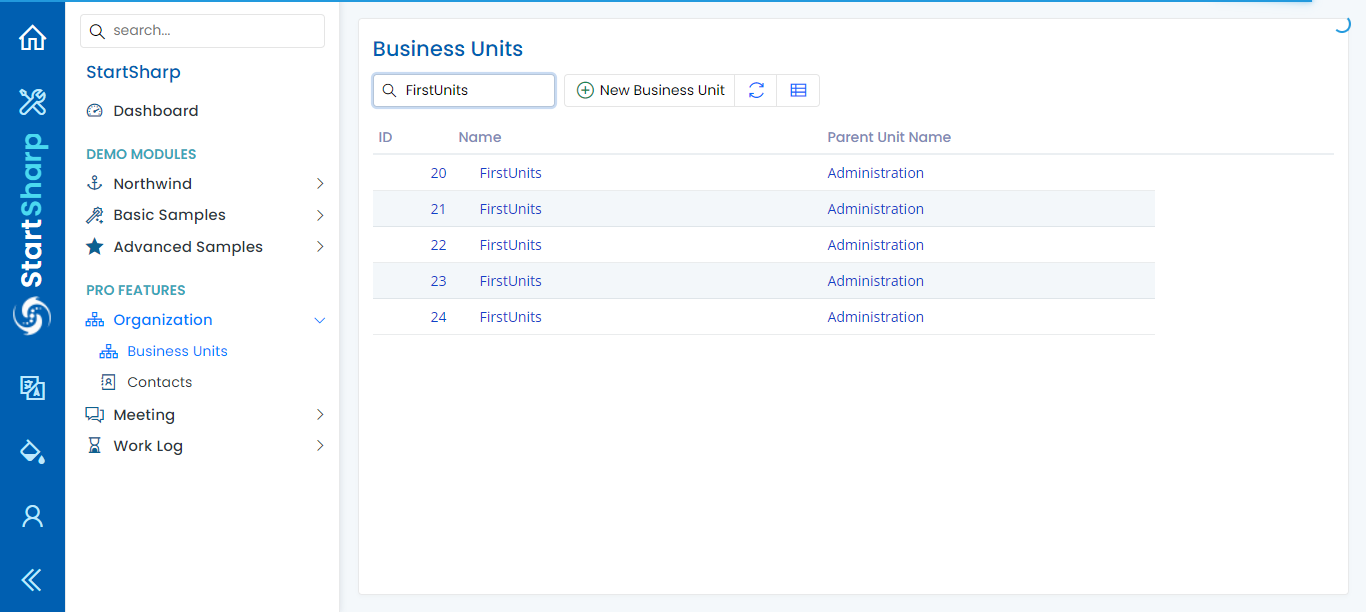 StartSharp
search...
StartSharp
Dashboard
DEMO MODULES
Northwind
Basic Samples
Advanced Samples
PRO FEATURES
Organization
Business Units
Contacts
Meeting
Work Log
Business Units
FirstUnits New Business Unit
ID Name Parent Unit Name
20 FirstUnits Administration
21 FirstUnits Administration
22 FirstUnits Administration
23 FirstUnits Administration
24 FirstUnits Administration